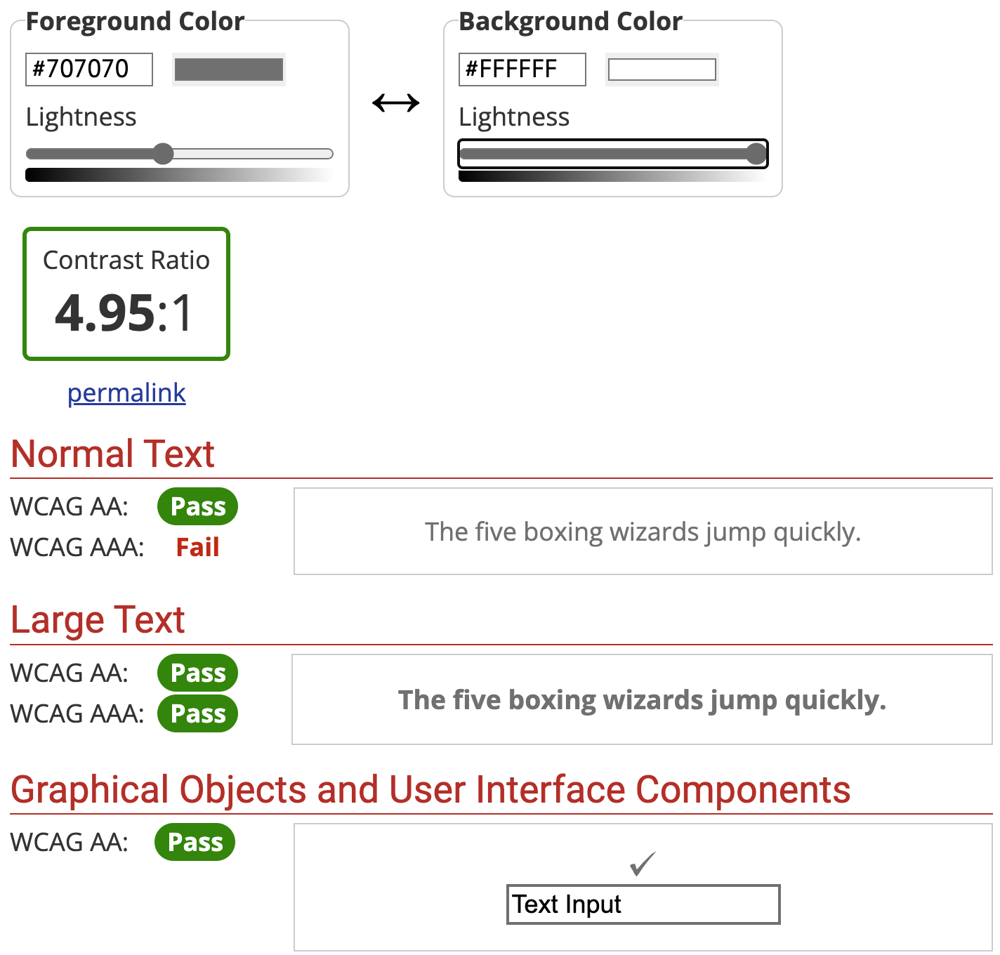 Foreground Color
#707070
Lightness
Background Color
#FFFFFF
Lightness
Contrast Ratio
4.95:1
permalink
Normal Text
WCAG AA: Pass
WCAG AAA: Fail
The five boxing wizards jump quickly.
Large Text
WCAG AA: Pass
WCAG AAA: Pass
The five boxing wizards jump quickly.
Graphical Objects and User Interface Components
WCAG AA: Pass
Text Input